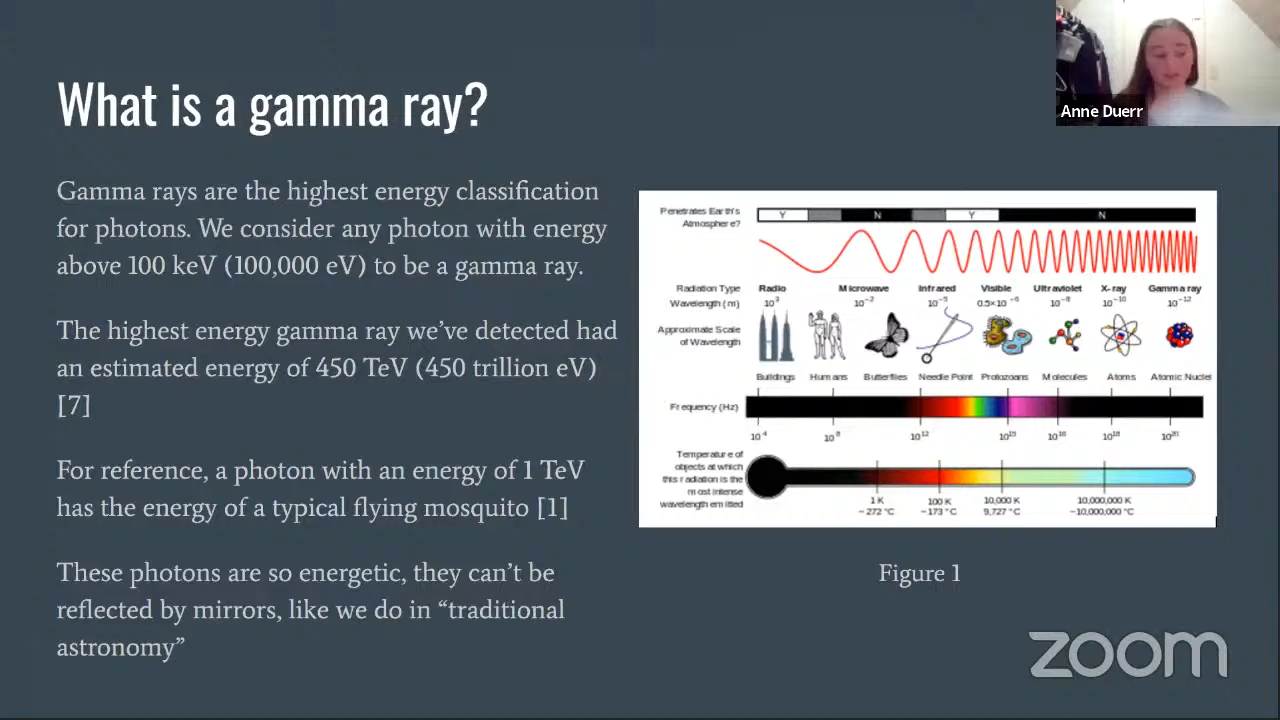 What is a gamma ray?
Anne Duerr
Gamma rays are the highest energy classification
for photons. We consider any photon with energy
above 100 keV (100,000 eV) to be a gamma ray.
The highest energy gamma ray we’ve detected had
an estimated energy of 450 TeV (450 trillion eV)
[7]
For reference, a photon with an energy of 1 TeV
has the energy of a typical flying mosquito [1]
These photons are so energetic, they can’t be
reflected by mirrors, like we do in “traditional
astronomy”
Penetrates Earth's
Atmosphere?
Y N Y N
Radiation Type Radio Microwave Infrared Visible Ultraviolet X-ray Gamma ray
Wavelength (m) 10³ 10⁻² 10⁻⁵ 0.5×10⁻⁶ 10⁻⁸ 10⁻¹⁰ 10⁻¹²
Approximate Scale
of Wavelength
Buildings Humans Butterflies Needle Point Protozoans Molecules Atoms Atomic Nuclei
Frequency (Hz)
10⁴ 10⁸ 10¹² 10¹⁵ 10¹⁶ 10¹⁸ 10²⁰
Temperature of
objects at which
this radiation is the
most intense
wavelength emitted
1 K 100 K 10,000 K 10,000,000 K
−272 °C −173 °C 9,727 °C ~10,000,000 °C
Figure 1
zoom